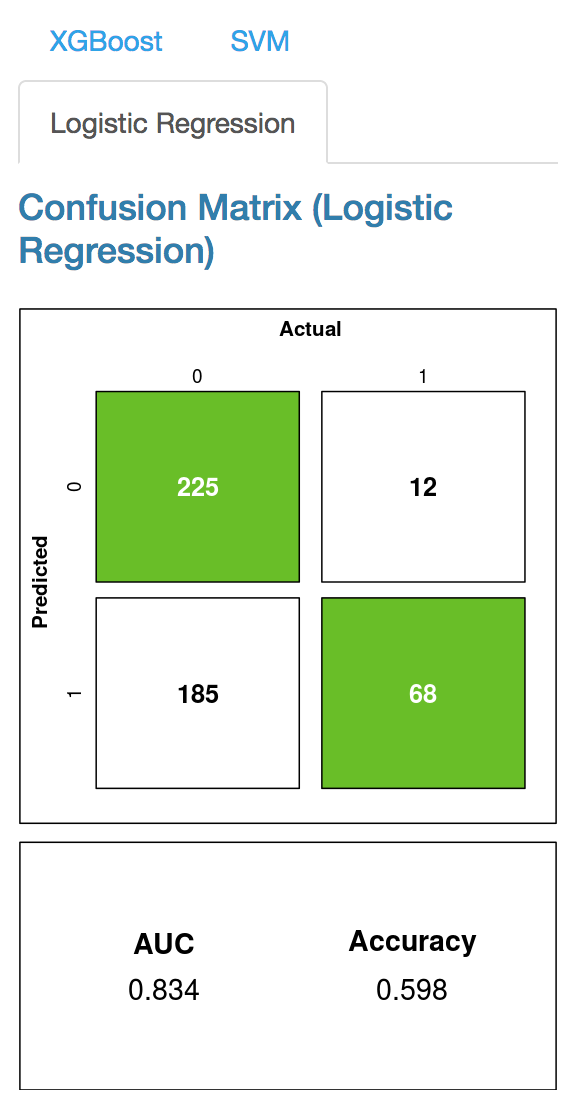 XGBoost SVM
Logistic Regression
Confusion Matrix (Logistic
Regression)
Actual
0 1
0 225 12
Predicted
1 185 68
AUC Accuracy
0.834 0.598